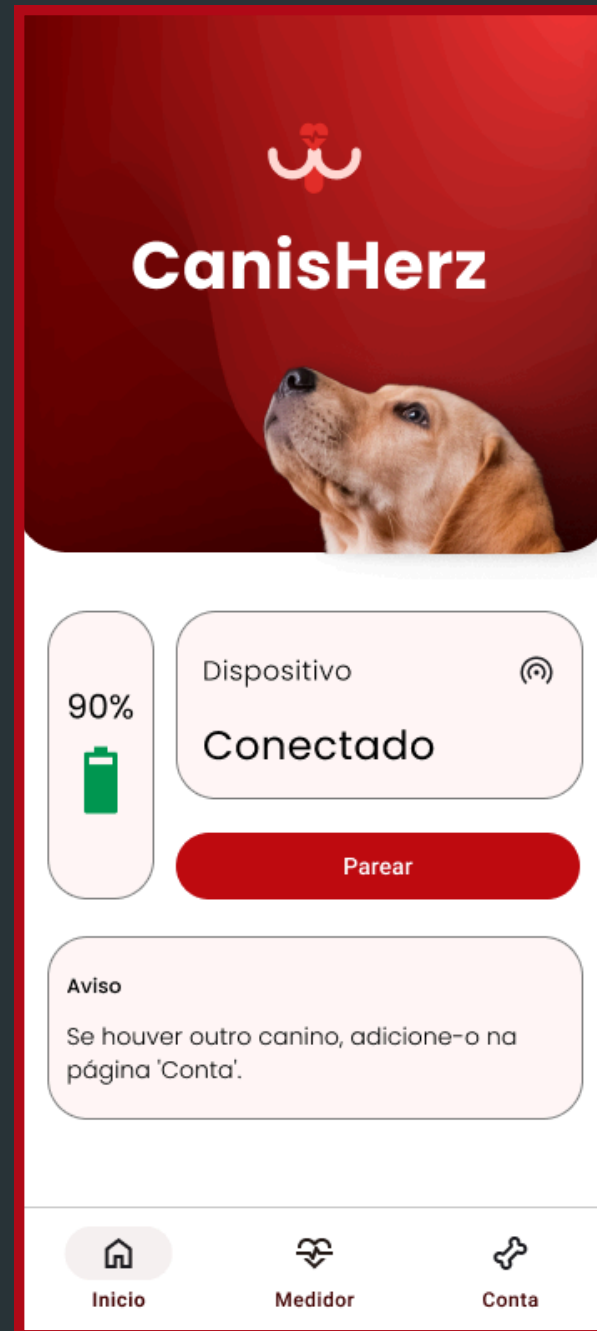 CanisHerz
90%
Dispositivo
Conectado
Parear
Aviso
Se houver outro canino, adicione-o na
página 'Conta'.
Inicio
Medidor
Conta